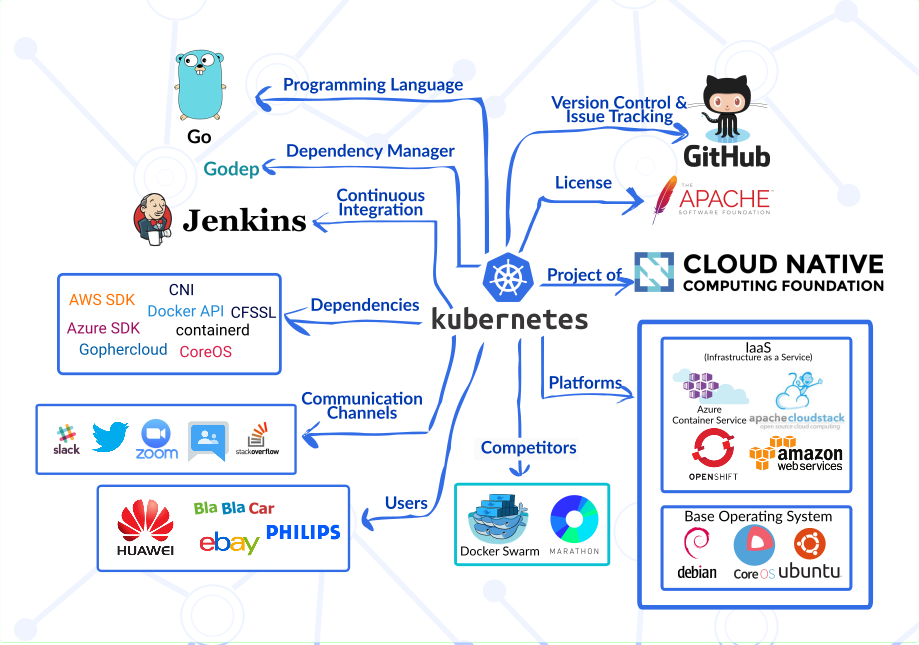 Programming Language
Go
Version Control &
Issue Tracking
GitHub
Dependency Manager
Godep
License
THE
APACHE
SOFTWARE FOUNDATION
Continuous
Integration
Jenkins
Project of
CLOUD NATIVE
COMPUTING FOUNDATION
kubernetes
Dependencies
AWS SDK
CNI
Docker API
CFSSL
Azure SDK
containerd
Gophercloud
CoreOS
Communication
Channels
slack
zoom
stackoverflow
Users
HUAWEI
Bla Bla Car
ebay
PHILIPS
Competitors
Docker Swarm
MARATHON
Platforms
IaaS
(Infrastructure as a Service)
Azure
Container Service
apachecloudstack
open source cloud computing
OPENSHIFT
amazon
web services
Base Operating System
debian
CoreOS
ubuntu